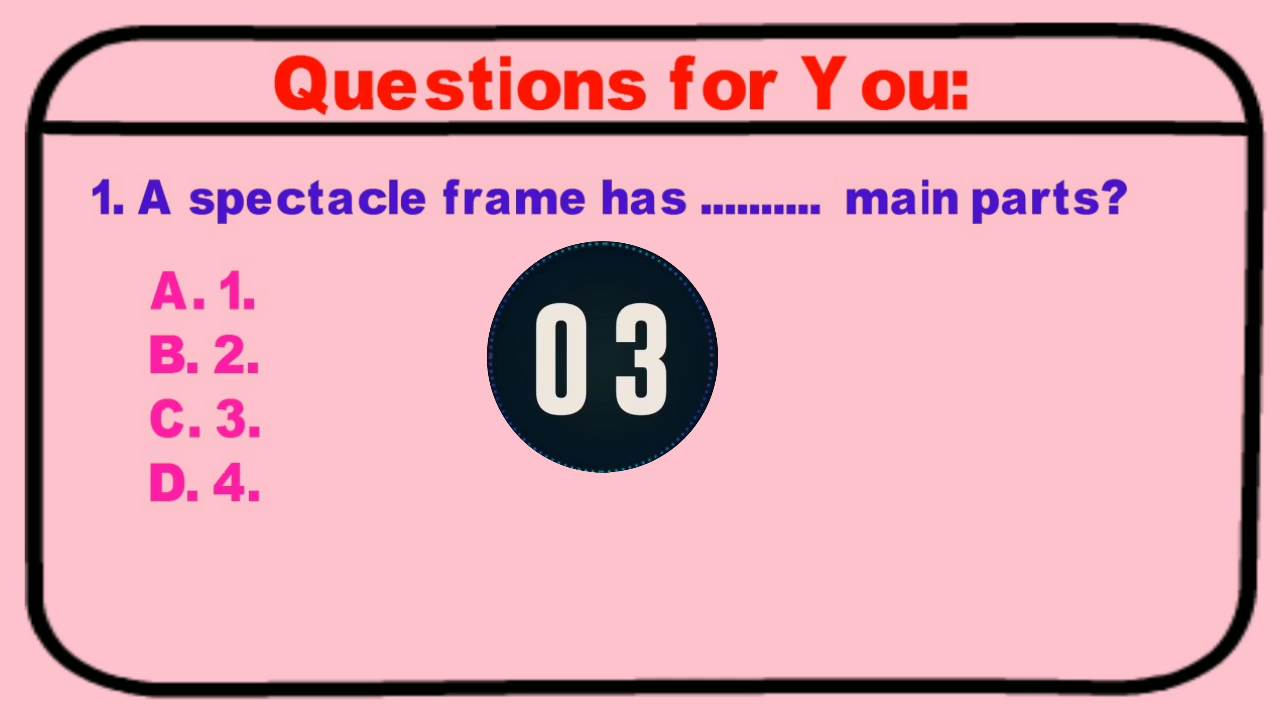 Questions for You:
1. A spectacle frame has .......... main parts?
A. 1.
B. 2.
03
C. 3.
D. 4.